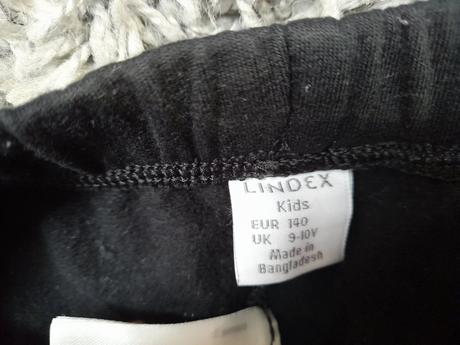 LINDEX
Kids
EUR 140
UK 9-10Y
Made in
Bangladesh